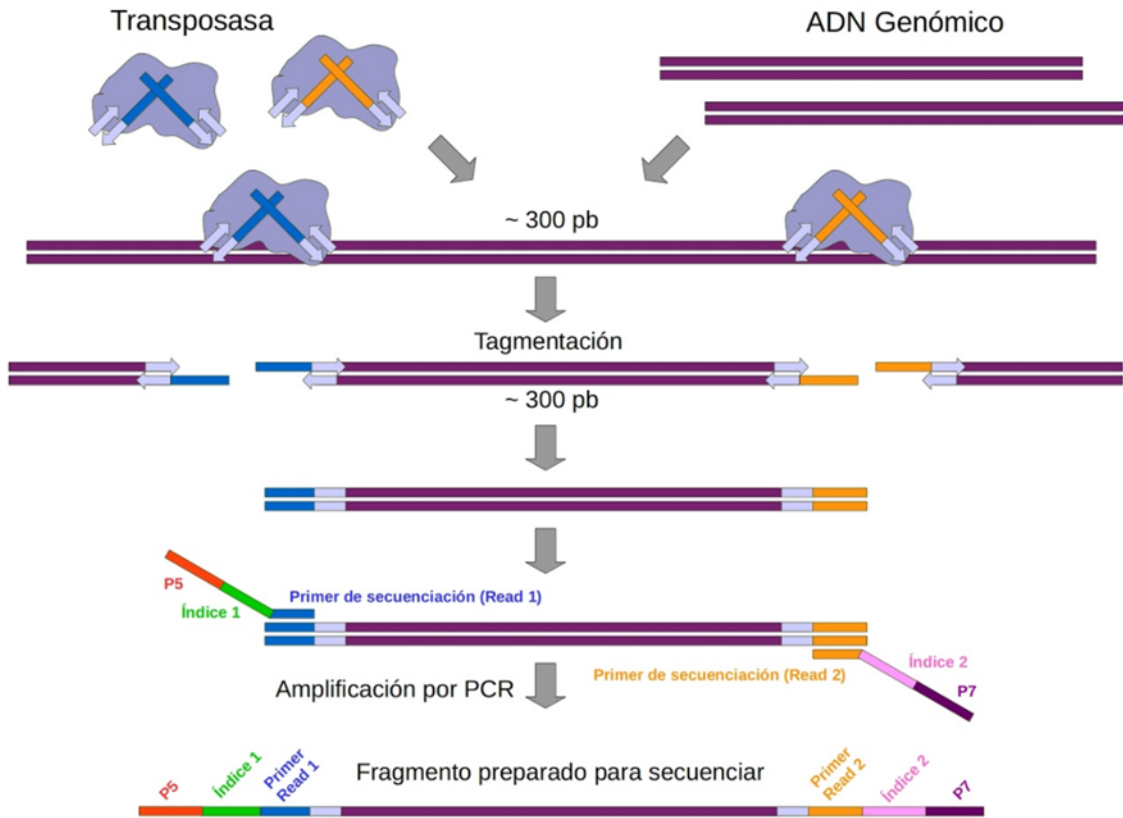 Transposasa
ADN Genómico
~ 300 pb
Tagmentación
~ 300 pb
P5
Índice 1
Primer de secuenciación (Read 1)
Primer de secuenciación (Read 2)
Índice 2
P7
Amplificación por PCR
Fragmento preparado para secuenciar
P5
Índice 1
Primer
Read 1
Primer
Read 2
Índice 2
P7